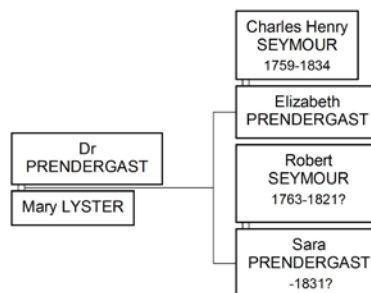 Charles Henry
SEYMOUR
1759-1834
Elizabeth
PRENDERGAST
Dr
PRENDERGAST
Mary LYSTER
Robert
SEYMOUR
1763-1821?
Sara
PRENDERGAST
-1831?